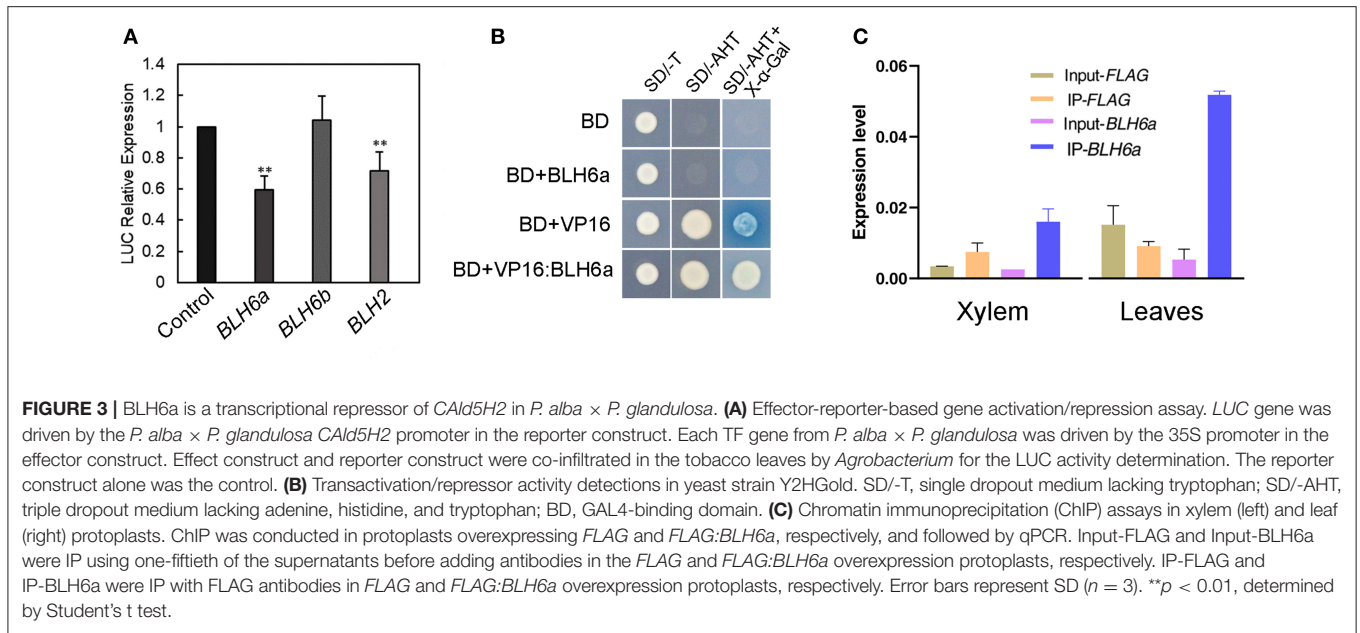 A
LUC Relative Expression
1.4
1.2
1
0.8
0.6
0.4
0.2
0
**
**
Control
BLH6a
BLH6b
BLH2
B
SD/-T
SD/-AHT
SD/-AHT+
X-α-Gal
BD
BD+BLH6a
BD+VP16
BD+VP16:BLH6a
C
Expression level
0.06
0.04
0.02
0.00
Input-FLAG
IP-FLAG
Input-BLH6a
IP-BLH6a
Xylem
Leaves
FIGURE 3 | BLH6a is a transcriptional repressor of CAld5H2 in P. alba × P. glandulosa. (A) Effector-reporter-based gene activation/repression assay. LUC gene was
driven by the P. alba × P. glandulosa CAld5H2 promoter in the reporter construct. Each TF gene from P. alba × P. glandulosa was driven by the 35S promoter in the
effector construct. Effect construct and reporter construct were co-infiltrated in the tobacco leaves by Agrobacterium for the LUC activity determination. The reporter
construct alone was the control. (B) Transactivation/repressor activity detections in yeast strain Y2HGold. SD/-T, single dropout medium lacking tryptophan; SD/-AHT,
triple dropout medium lacking adenine, histidine, and tryptophan; BD, GAL4-binding domain. (C) Chromatin immunoprecipitation (ChIP) assays in xylem (left) and leaf
(right) protoplasts. ChIP was conducted in protoplasts overexpressing FLAG and FLAG:BLH6a, respectively, and followed by qPCR. Input-FLAG and Input-BLH6a
were IP using one-fiftieth of the supernatants before adding antibodies in the FLAG and FLAG:BLH6a overexpression protoplasts, respectively. IP-FLAG and
IP-BLH6a were IP with FLAG antibodies in FLAG and FLAG:BLH6a overexpression protoplasts, respectively. Error bars represent SD (n = 3). **p < 0.01, determined
by Student's t test.